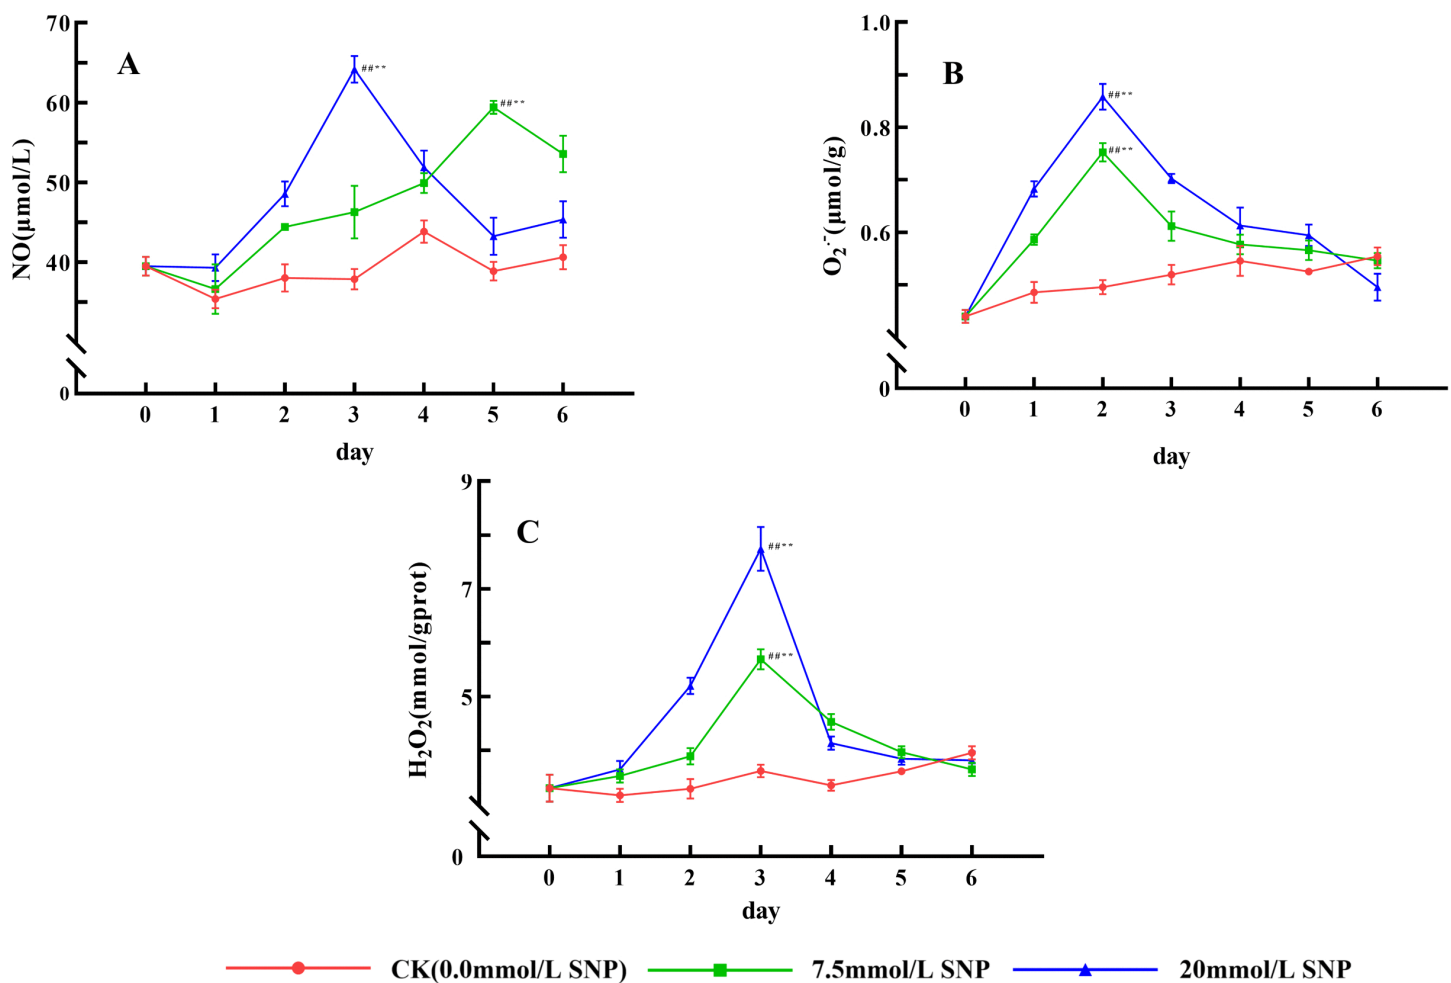 A
NO(μmol/L)
70
60
50
40
0
##**
##**
0 1 2 3 4 5 6
day
B
O₂·⁻(μmol/g)
1.0
0.8
0.6
0
##**
##**
0 1 2 3 4 5 6
day
C
H₂O₂(mmol/gprot)
9
7
5
0
##**
##**
0 1 2 3 4 5 6
day
CK(0.0mmol/L SNP) 7.5mmol/L SNP 20mmol/L SNP